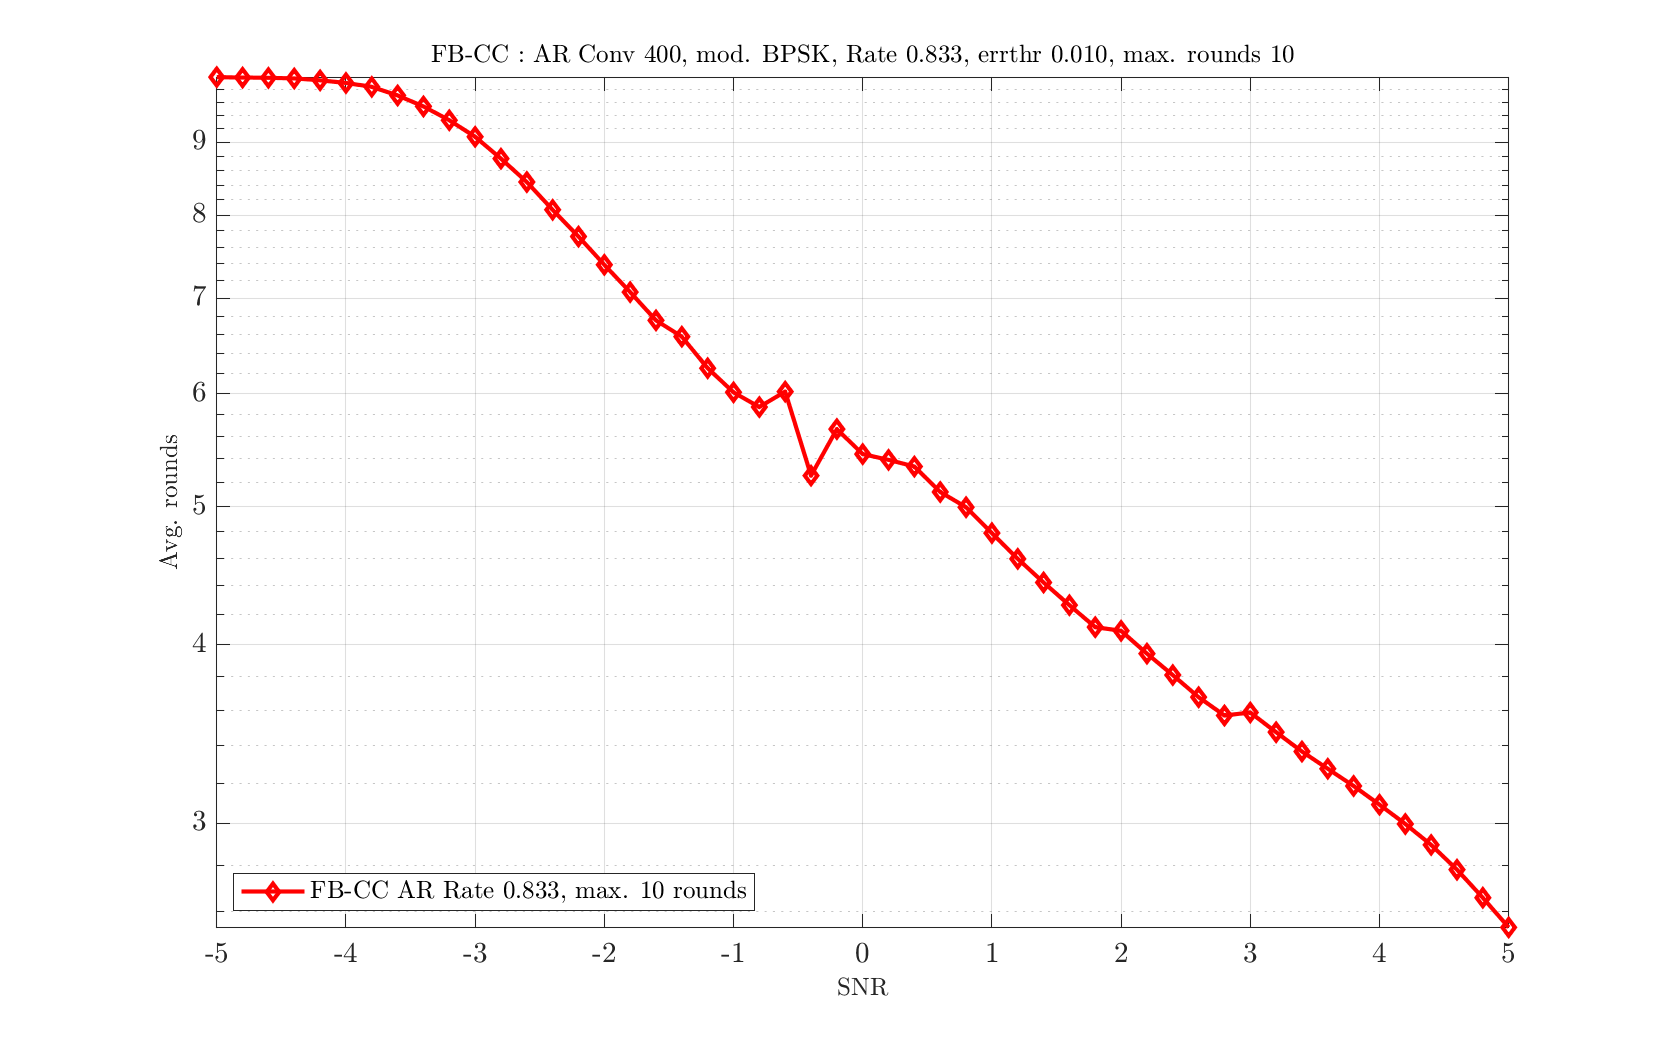 FB-CC : AR Conv 400, mod. BPSK, Rate 0.833, errthr 0.010, max. rounds 10
9
8
7
6
5
4
3
Avg. rounds
FB-CC AR Rate 0.833, max. 10 rounds
-5 -4 -3 -2 -1 0 1 2 3 4 5
SNR